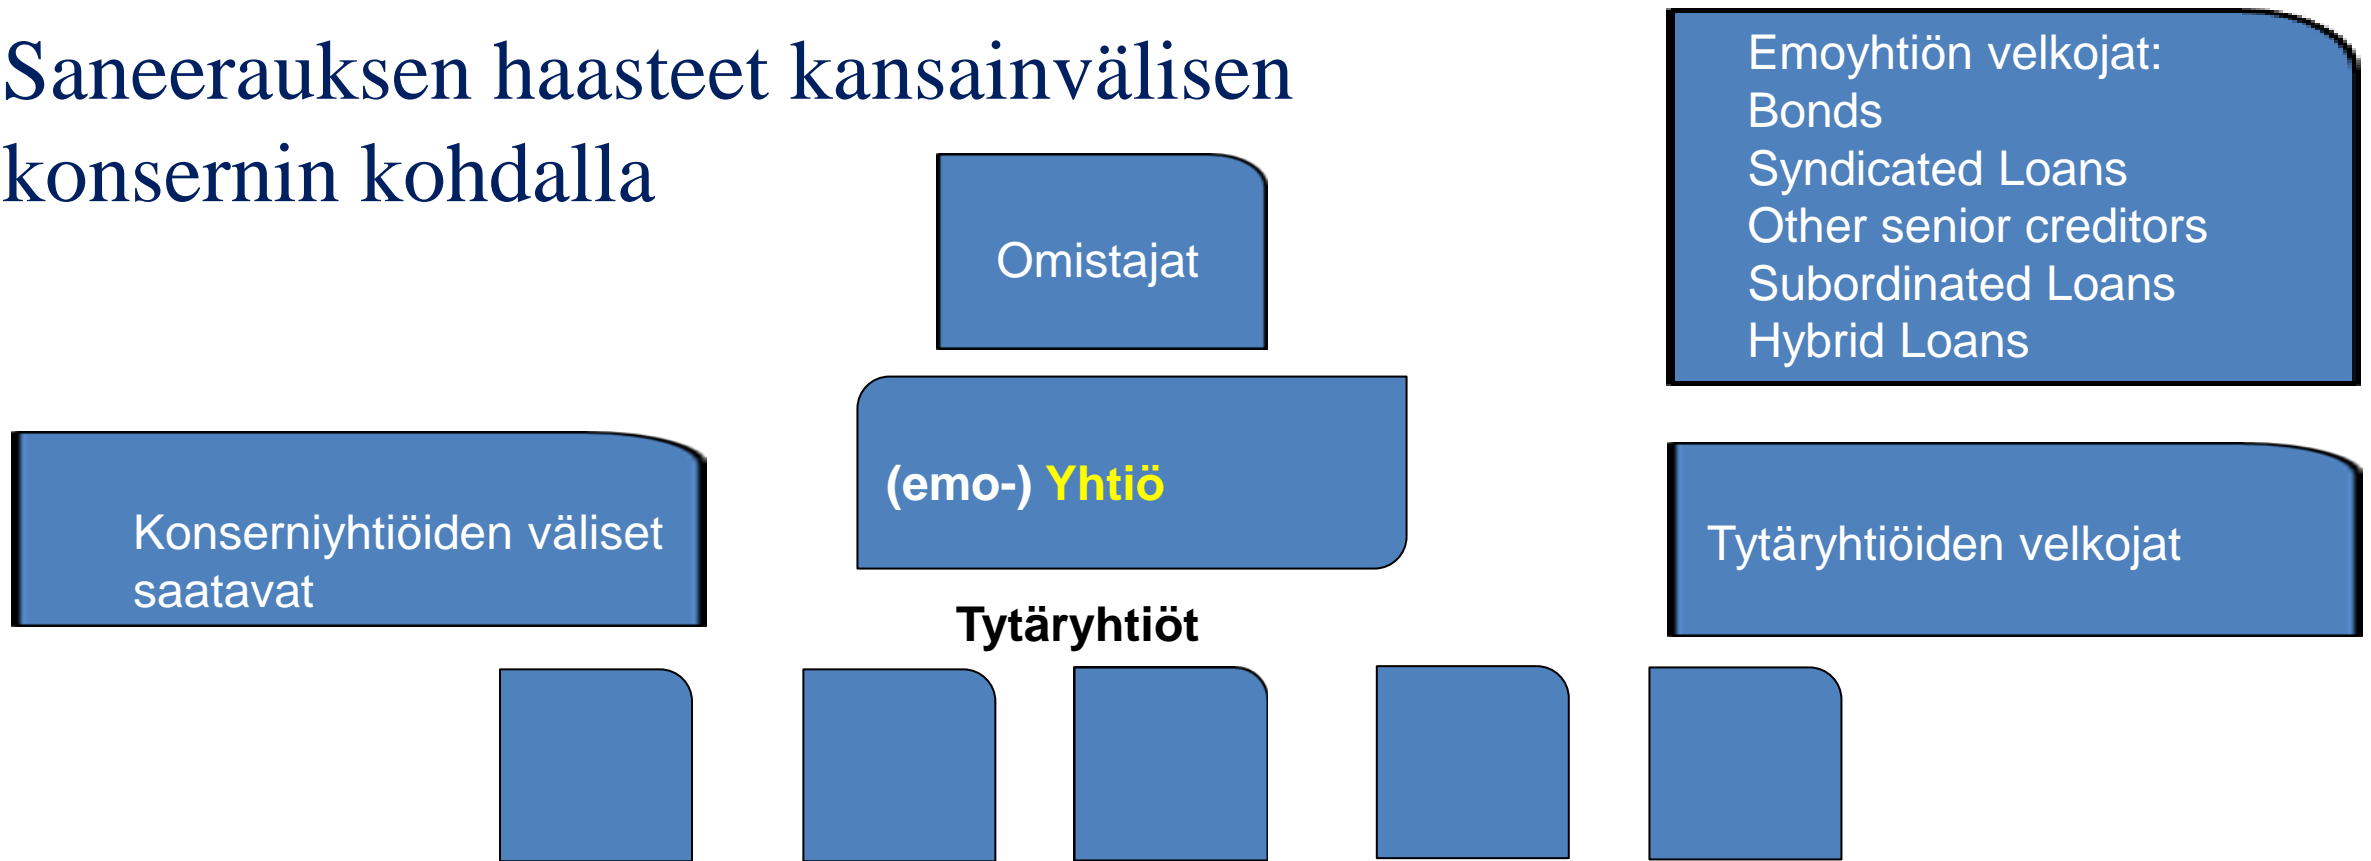 Saneerauksen haasteet kansainvälisen
konsernin kohdalla
Emoyhtiön velkojat:
Bonds
Syndicated Loans
Other senior creditors
Subordinated Loans
Hybrid Loans
Omistajat
(emo-) Yhtiö
Konserniyhtiöiden väliset
saatavat
Tytäryhtiöiden velkojat
Tytäryhtiöt